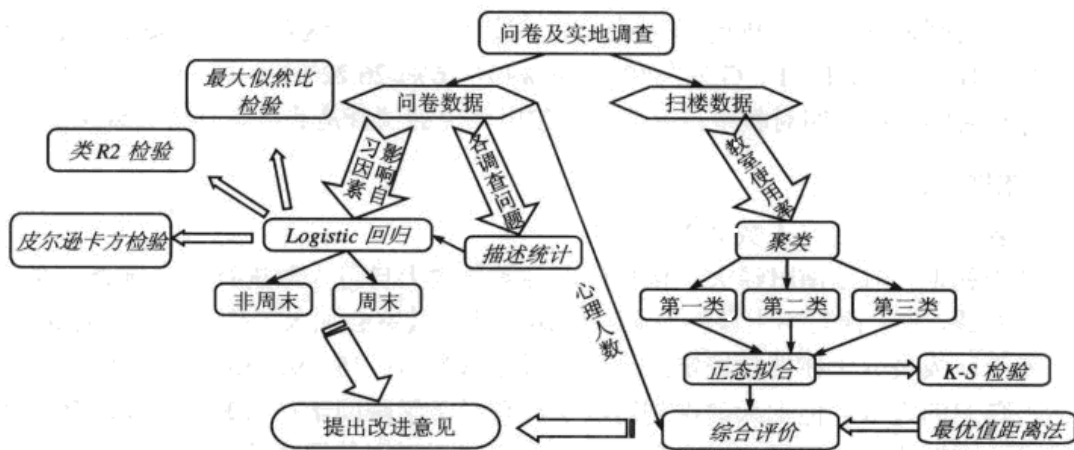 问卷及实地调查
最大似然比
检验
问卷数据
扫楼数据
类 R2 检验
影响自
习因素
各调查问题
教室使用率
皮尔逊卡方检验
Logistic 回归
描述统计
聚类
非周末
周末
心理人数
第一类
第二类
第三类
正态拟合
K-S 检验
提出改进意见
综合评价
最优值距离法